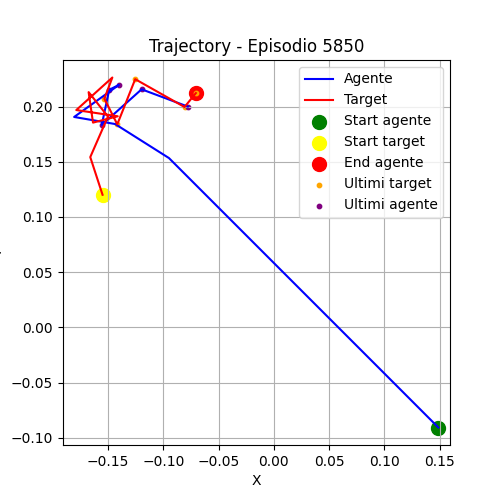 Trajectory - Episodio 5850
Agente
Target
Start agente
Start target
End agente
Ultimi target
Ultimi agente
0.20
0.15
0.10
0.05
0.00
−0.05
−0.10
−0.15
−0.10
−0.05
0.00
0.05
0.10
0.15
X